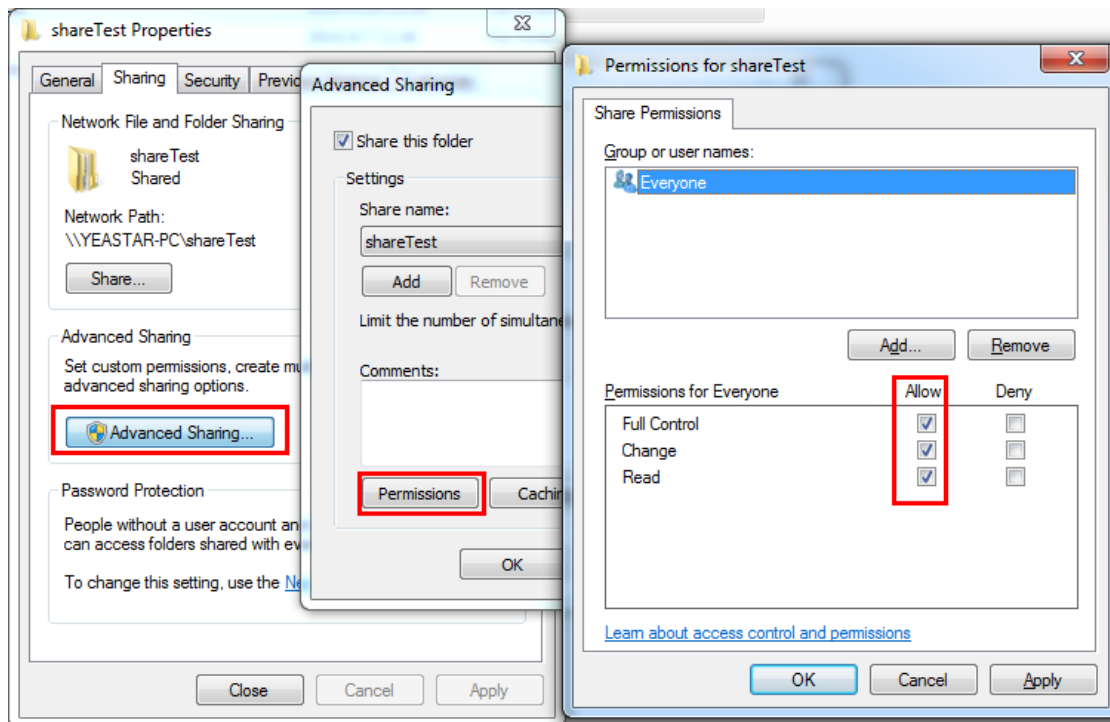 shareTest Properties
General Sharing Security
Network File and Folder Sharing
shareTest
Shared
Network Path:
\\YEASTAR-PC\shareTest
Share...
Advanced Sharing
Set custom permissions, create
advanced sharing options.
Advanced Sharing...
Password Protection
People without a user account
can access folders shared with
To change this setting, use the
Close Cancel Apply
Advanced Sharing
Share this folder
Settings
Share name:
shareTest
Add Remove
Limit the number of
Comments:
Permissions
OK
Permissions for shareTest
Share Permissions
Group or user names:
Everyone
Add... Remove
Permissions for Everyone Allow Deny
Full Control
Change
Read
Learn about access control and permissions
OK Cancel Apply